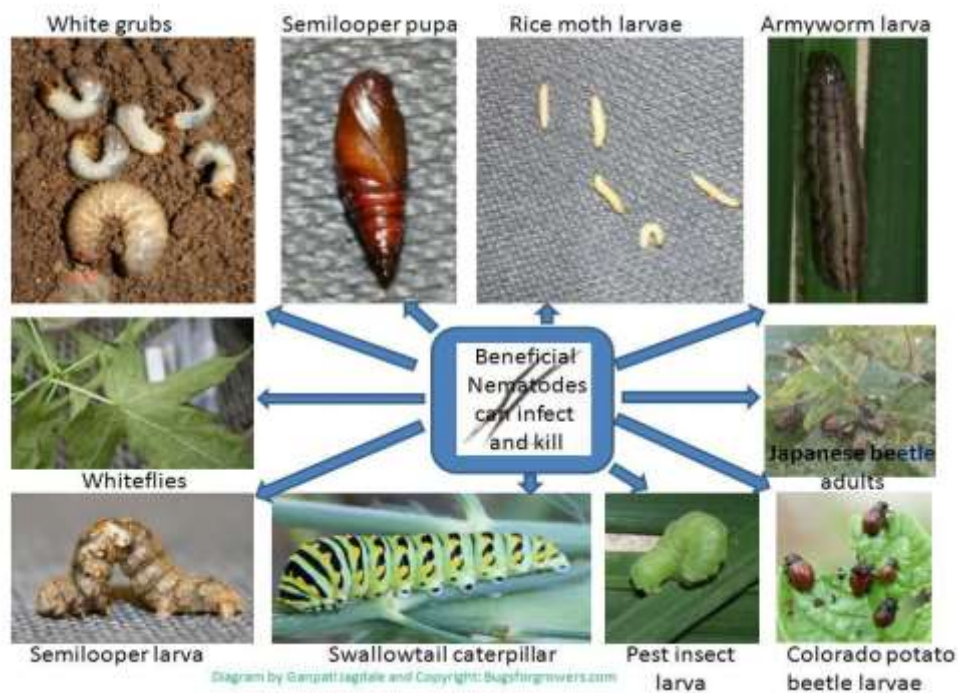 White grubs
Semilooper pupa
Rice moth larvae
Armyworm larva
Beneficial
Nematodes
can infect
and kill
Whiteflies
Japanese beetle
adults
Semilooper larva
Swallowtail caterpillar
Pest insect
larva
Colorado potato
beetle larvae
Diagram by Ganpati Jagdale and Copyright: Bugsforgrowers.com